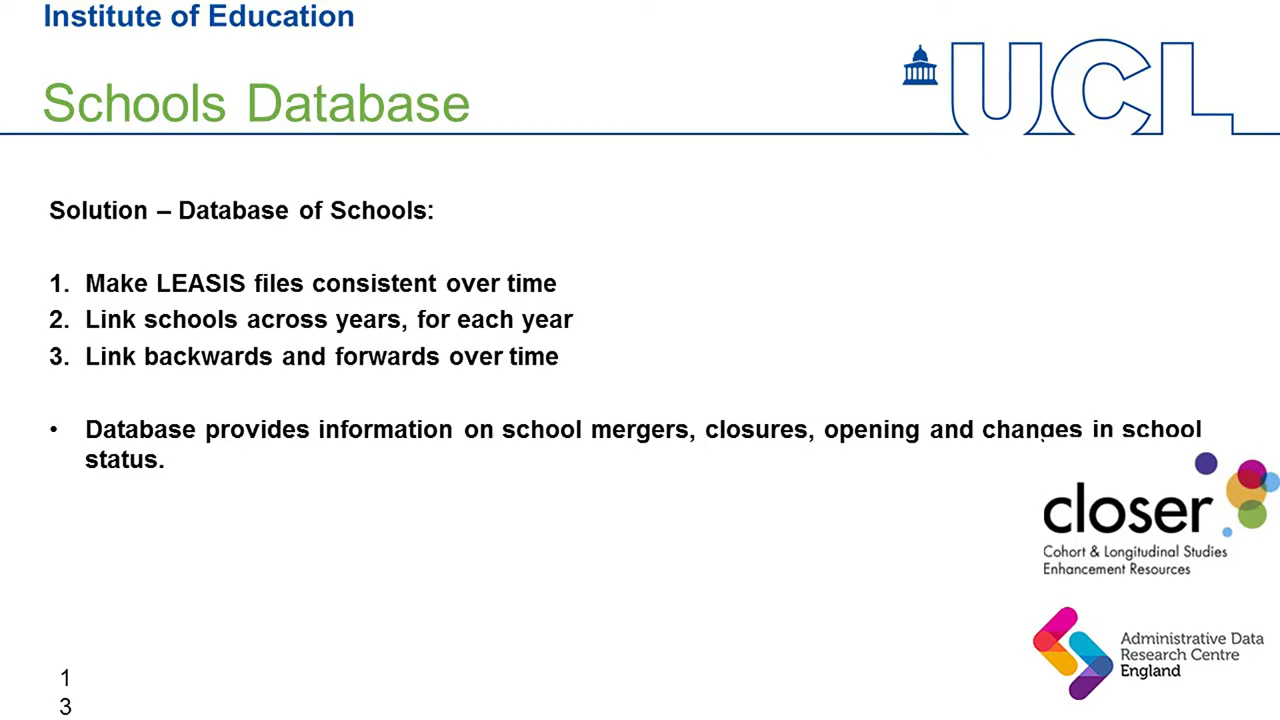 Institute of Education
UCL
Schools Database
Solution – Database of Schools:
1. Make LEASIS files consistent over time
2. Link schools across years, for each year
3. Link backwards and forwards over time
• Database provides information on school mergers, closures, opening and changes in school
status.
closer
Cohort & Longitudinal Studies
Enhancement Resources
Administrative Data
Research Centre
England
1
3